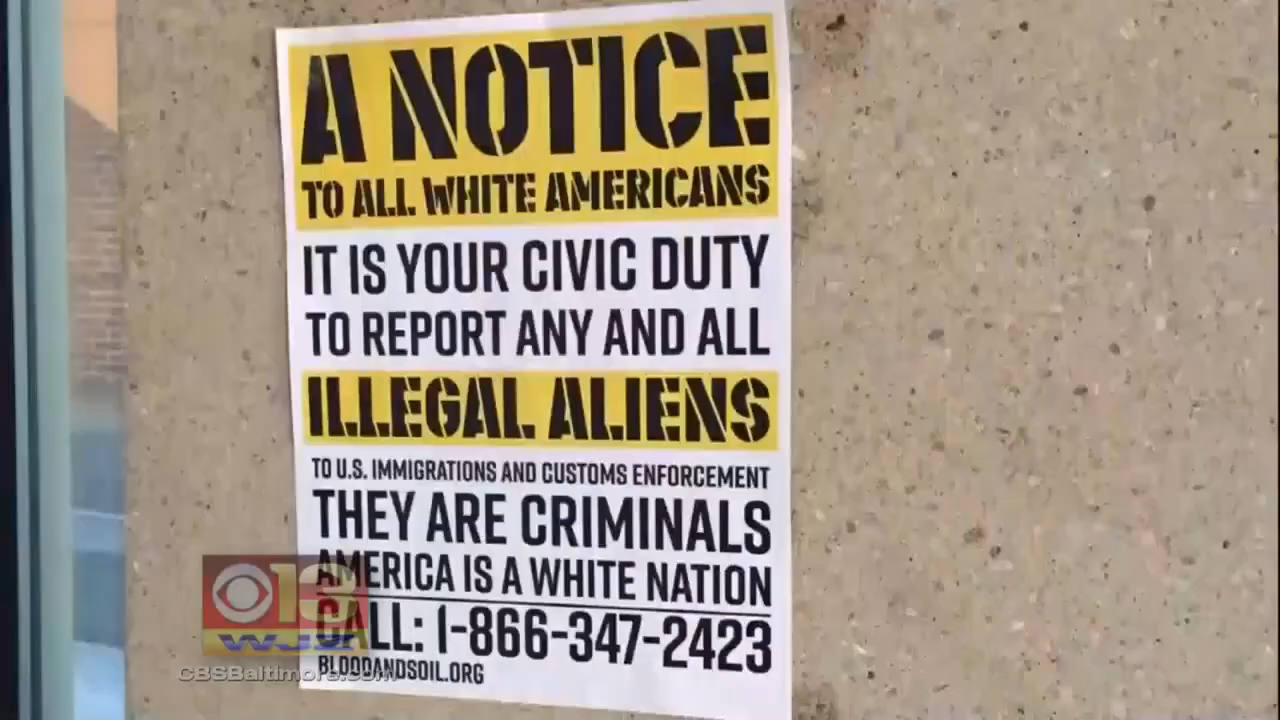 A NOTICE
TO ALL WHITE AMERICANS
IT IS YOUR CIVIC DUTY
TO REPORT ANY AND ALL
ILLEGAL ALIENS
TO U.S. IMMIGRATIONS AND CUSTOMS ENFORCEMENT
THEY ARE CRIMINALS
AMERICA IS A WHITE NATION
CALL: 1-866-347-2423
BLOODANDSOIL.ORG
13
WJZ
CBSBaltimore.com